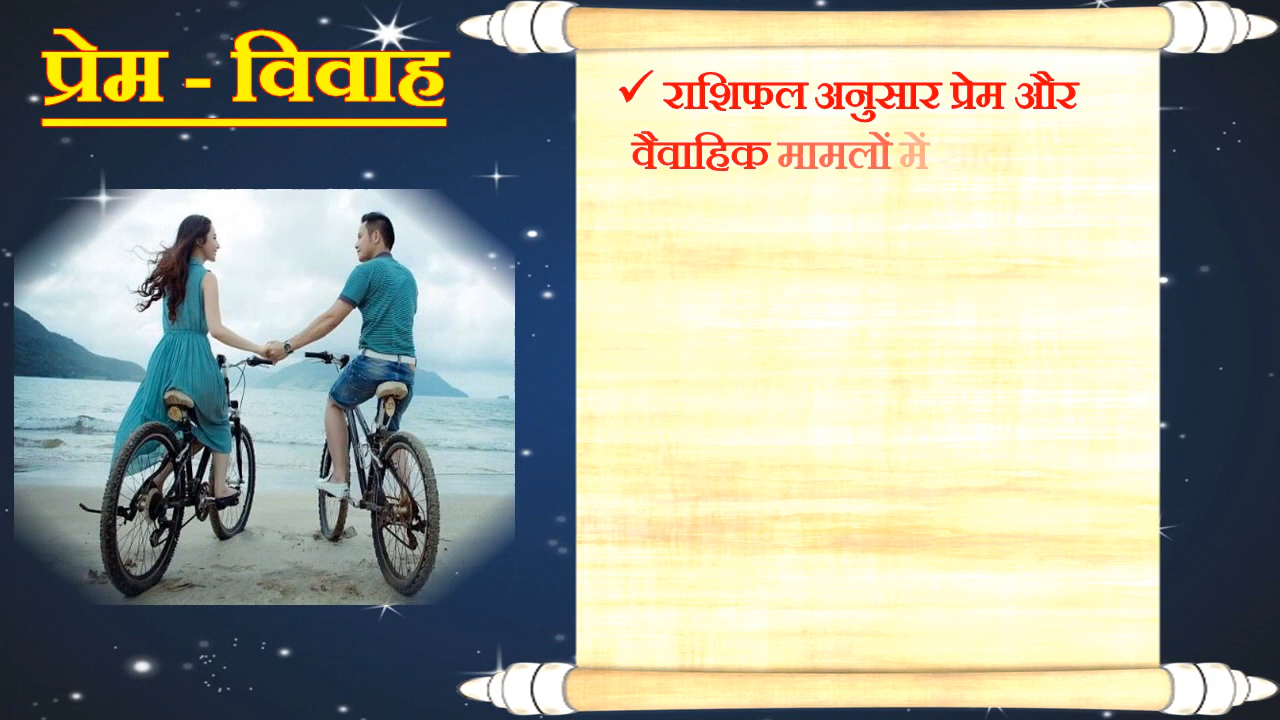 प्रेम - विवाह
✓ राशिफल अनुसार प्रेम और
वैवाहिक मामलों में